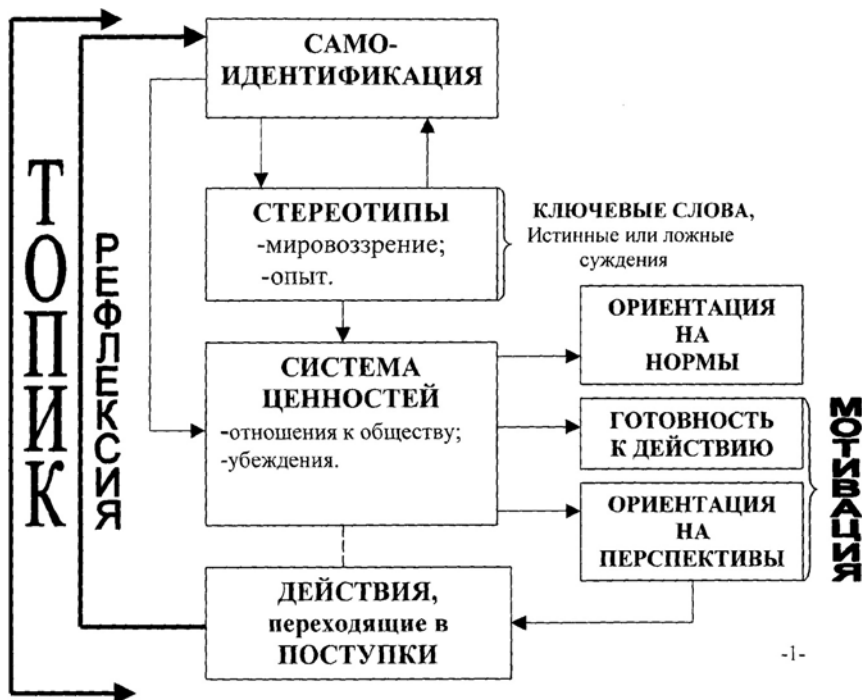 САМО-
ИДЕНТИФИКАЦИЯ
ТОПИК
РЕФЛЕКСИЯ
СТЕРЕОТИПЫ
-мировоззрение;
-опыт.
КЛЮЧЕВЫЕ СЛОВА,
Истинные или ложные
суждения
СИСТЕМА
ЦЕННОСТЕЙ
-отношения к обществу;
-убеждения.
ОРИЕНТАЦИЯ
НА
НОРМЫ
ГОТОВНОСТЬ
К ДЕЙСТВИЮ
ОРИЕНТАЦИЯ
НА
ПЕРСПЕКТИВЫ
МОТИВАЦИЯ
ДЕЙСТВИЯ,
переходящие в
ПОСТУПКИ
-1-